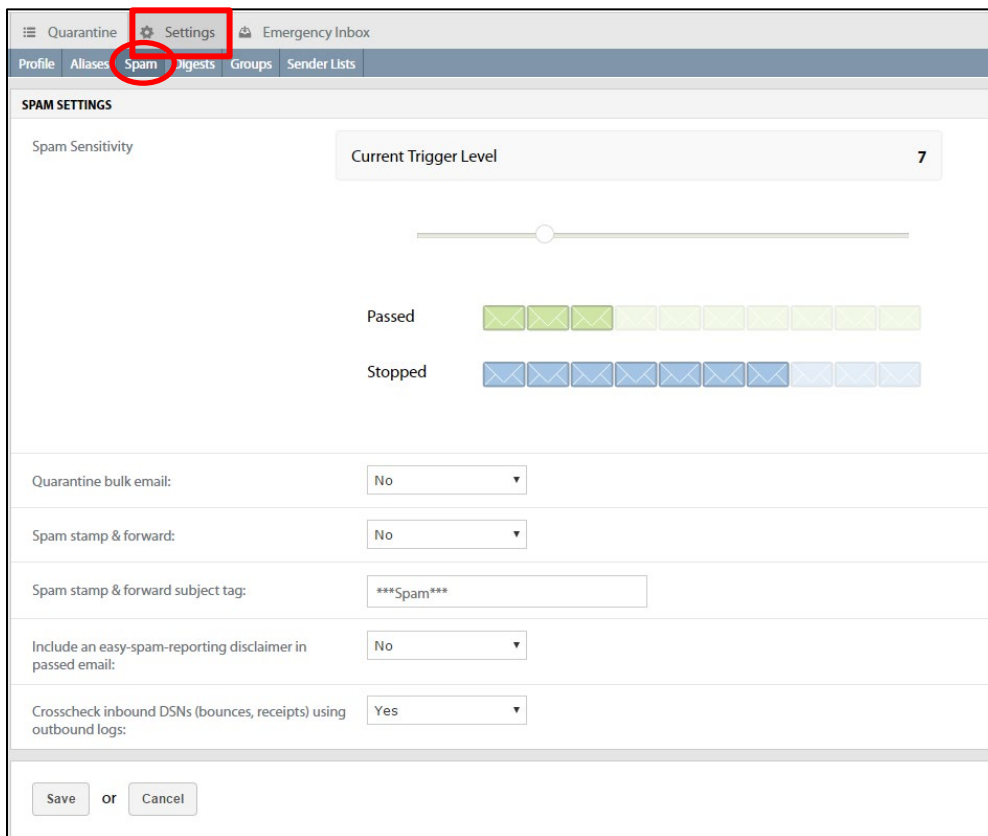 Quarantine Settings Emergency Inbox
Profile Aliases Spam Digests Groups Sender Lists
SPAM SETTINGS
Spam Sensitivity
Current Trigger Level 7
Passed
Stopped
Quarantine bulk email: No
Spam stamp & forward: No
Spam stamp & forward subject tag: ***Spam***
Include an easy-spam-reporting disclaimer in
passed email:
No
Crosscheck inbound DSNs (bounces, receipts) using
outbound logs:
Yes
Save or Cancel